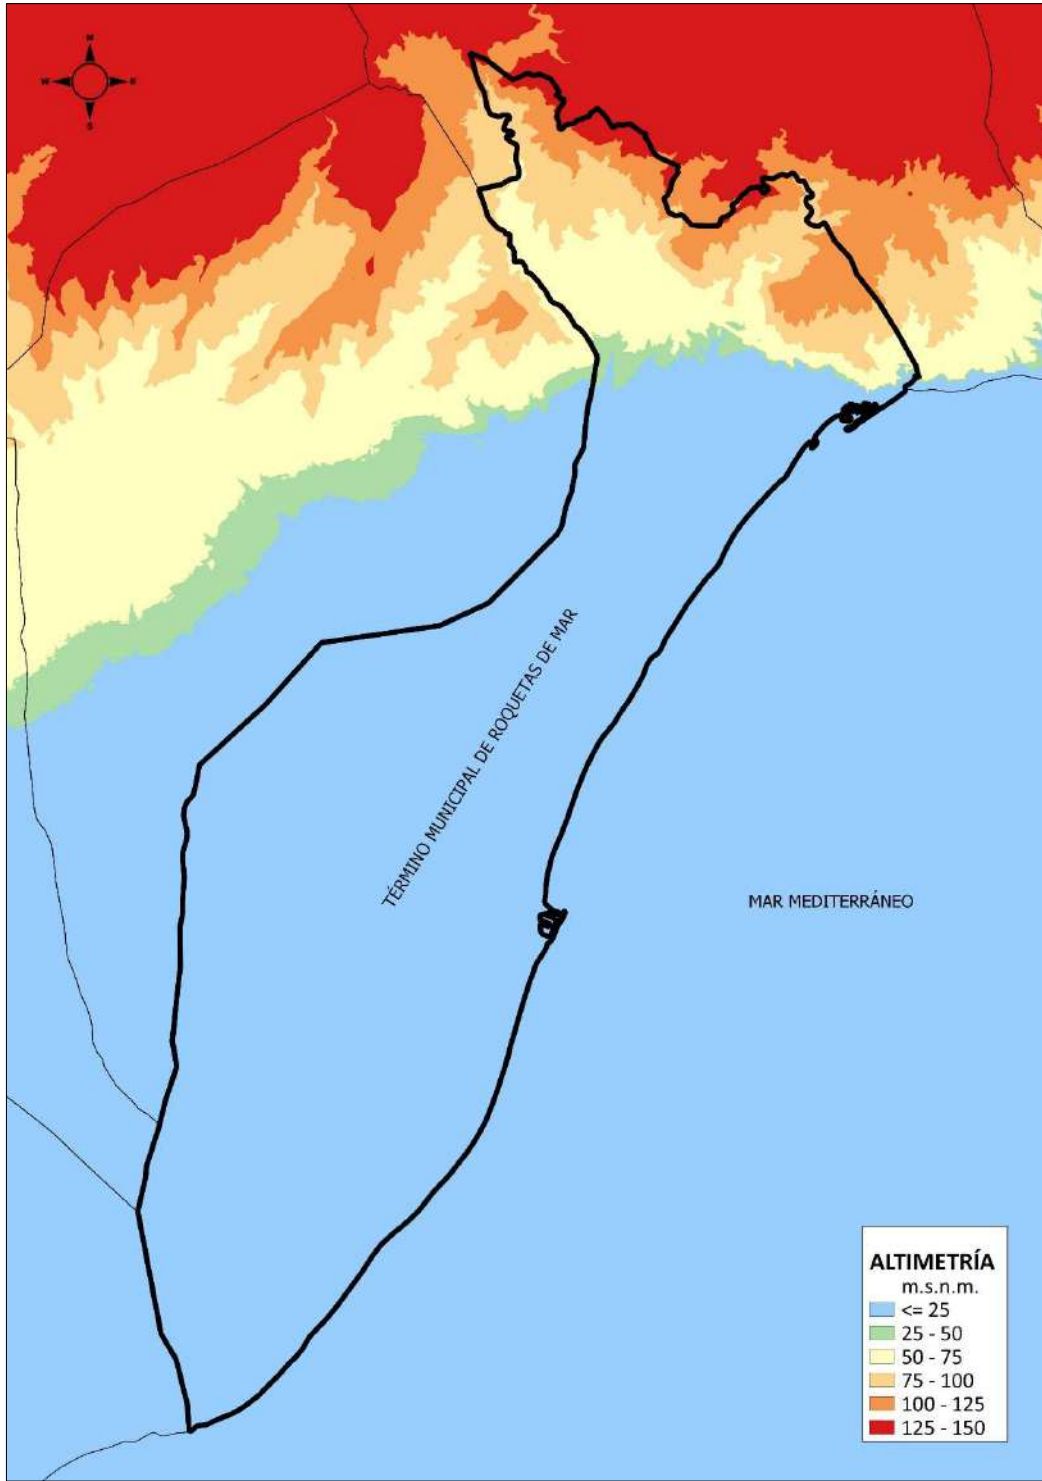 N
W
E
S
TÉRMINO MUNICIPAL DE ROQUETAS DE MAR
MAR MEDITERRÁNEO
ALTIMETRÍA
m.s.n.m.
<= 25
25 - 50
50 - 75
75 - 100
100 - 125
125 - 150